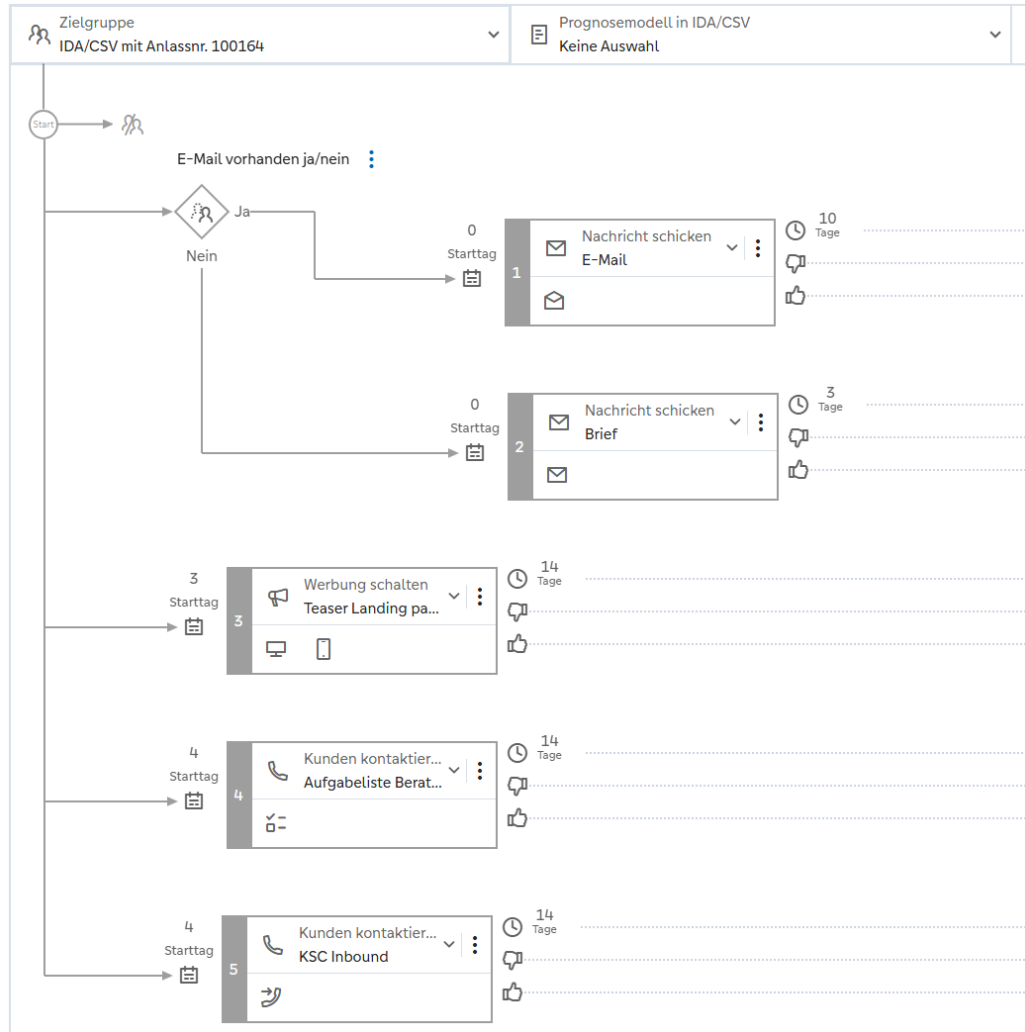 Zielgruppe
IDA/CSV mit Anlassnr. 100164
Prognosemodell in IDA/CSV
Keine Auswahl
Start
E-Mail vorhanden ja/nein
Ja
Nein
0
Starttag
1
Nachricht schicken
E-Mail
10
Tage
0
Starttag
2
Nachricht schicken
Brief
3
Tage
3
Starttag
3
Werbung schalten
Teaser Landing pa...
14
Tage
4
Starttag
4
Kunden kontaktier...
Aufgabeliste Berat...
14
Tage
4
Starttag
5
Kunden kontaktier...
KSC Inbound
14
Tage